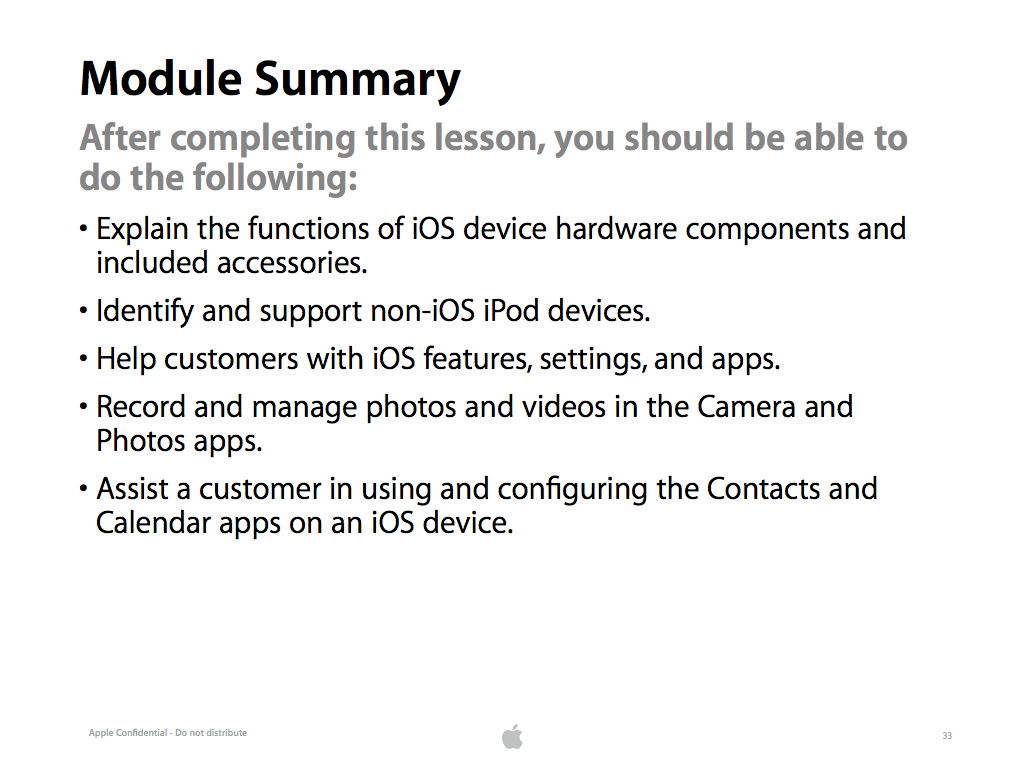 Module Summary
After completing this lesson, you should be able to
do the following:
• Explain the functions of iOS device hardware components and
included accessories.
• Identify and support non-iOS iPod devices.
• Help customers with iOS features, settings, and apps.
• Record and manage photos and videos in the Camera and
Photos apps.
• Assist a customer in using and configuring the Contacts and
Calendar apps on an iOS device.
Apple Confidential - Do not distribute
33